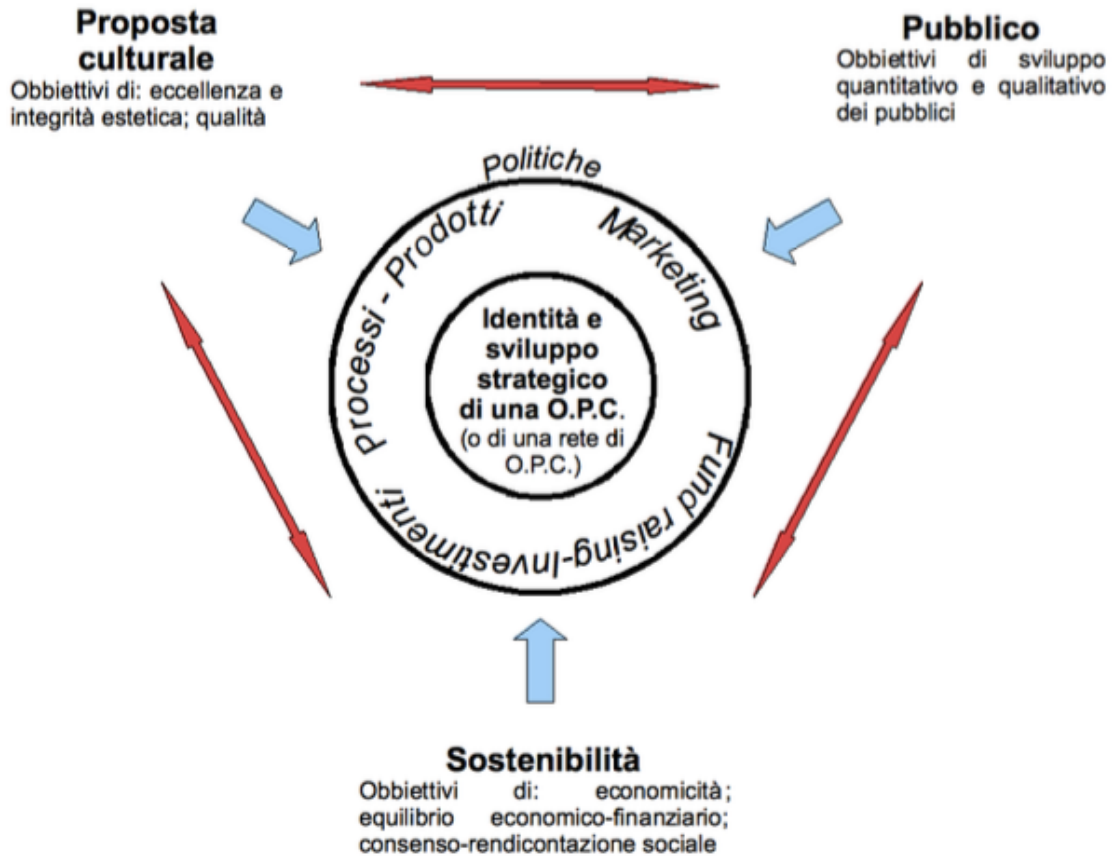 Proposta
culturale
Obbiettivi di: eccellenza e
integrità estetica; qualità
Pubblico
Obbiettivi di sviluppo
quantitativo e qualitativo
dei pubblici
Politiche
Processi - Prodotti
Marketing
Identità e
sviluppo
strategico
di una O.P.C.
(o di una rete di
O.P.C.)
Fund raising-Investimenti
Sostenibilità
Obbiettivi di: economicità;
equilibrio economico-finanziario;
consenso-rendicontazione sociale